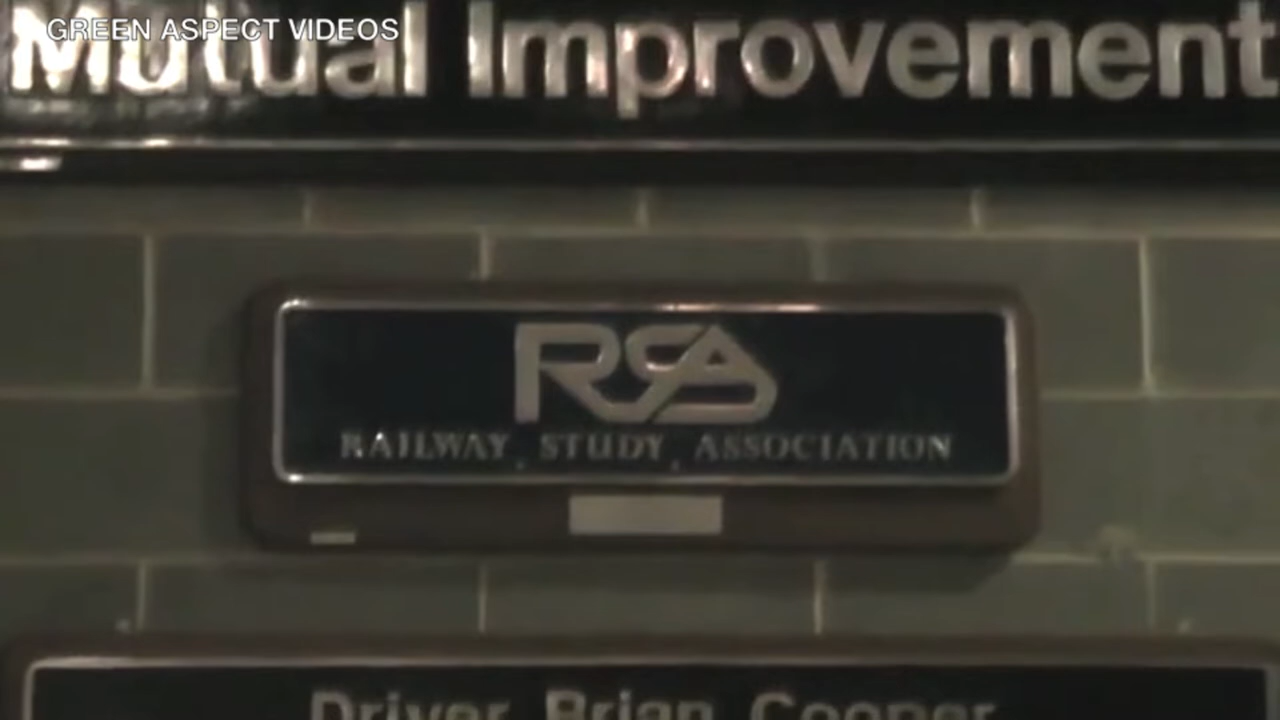 GREEN ASPECT VIDEOS
Mutual Improvement
RSA
RAILWAY STUDY ASSOCIATION
Driver Brian Cooper